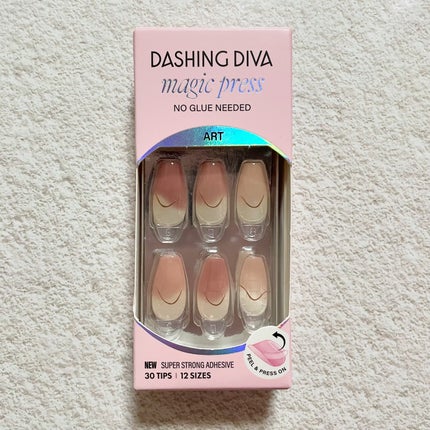 DASHING DIVA
magic press
NO GLUE NEEDED
ART
PEEL & PRESS ON
NEW SUPER STRONG ADHESIVE
30 TIPS | 12 SIZES